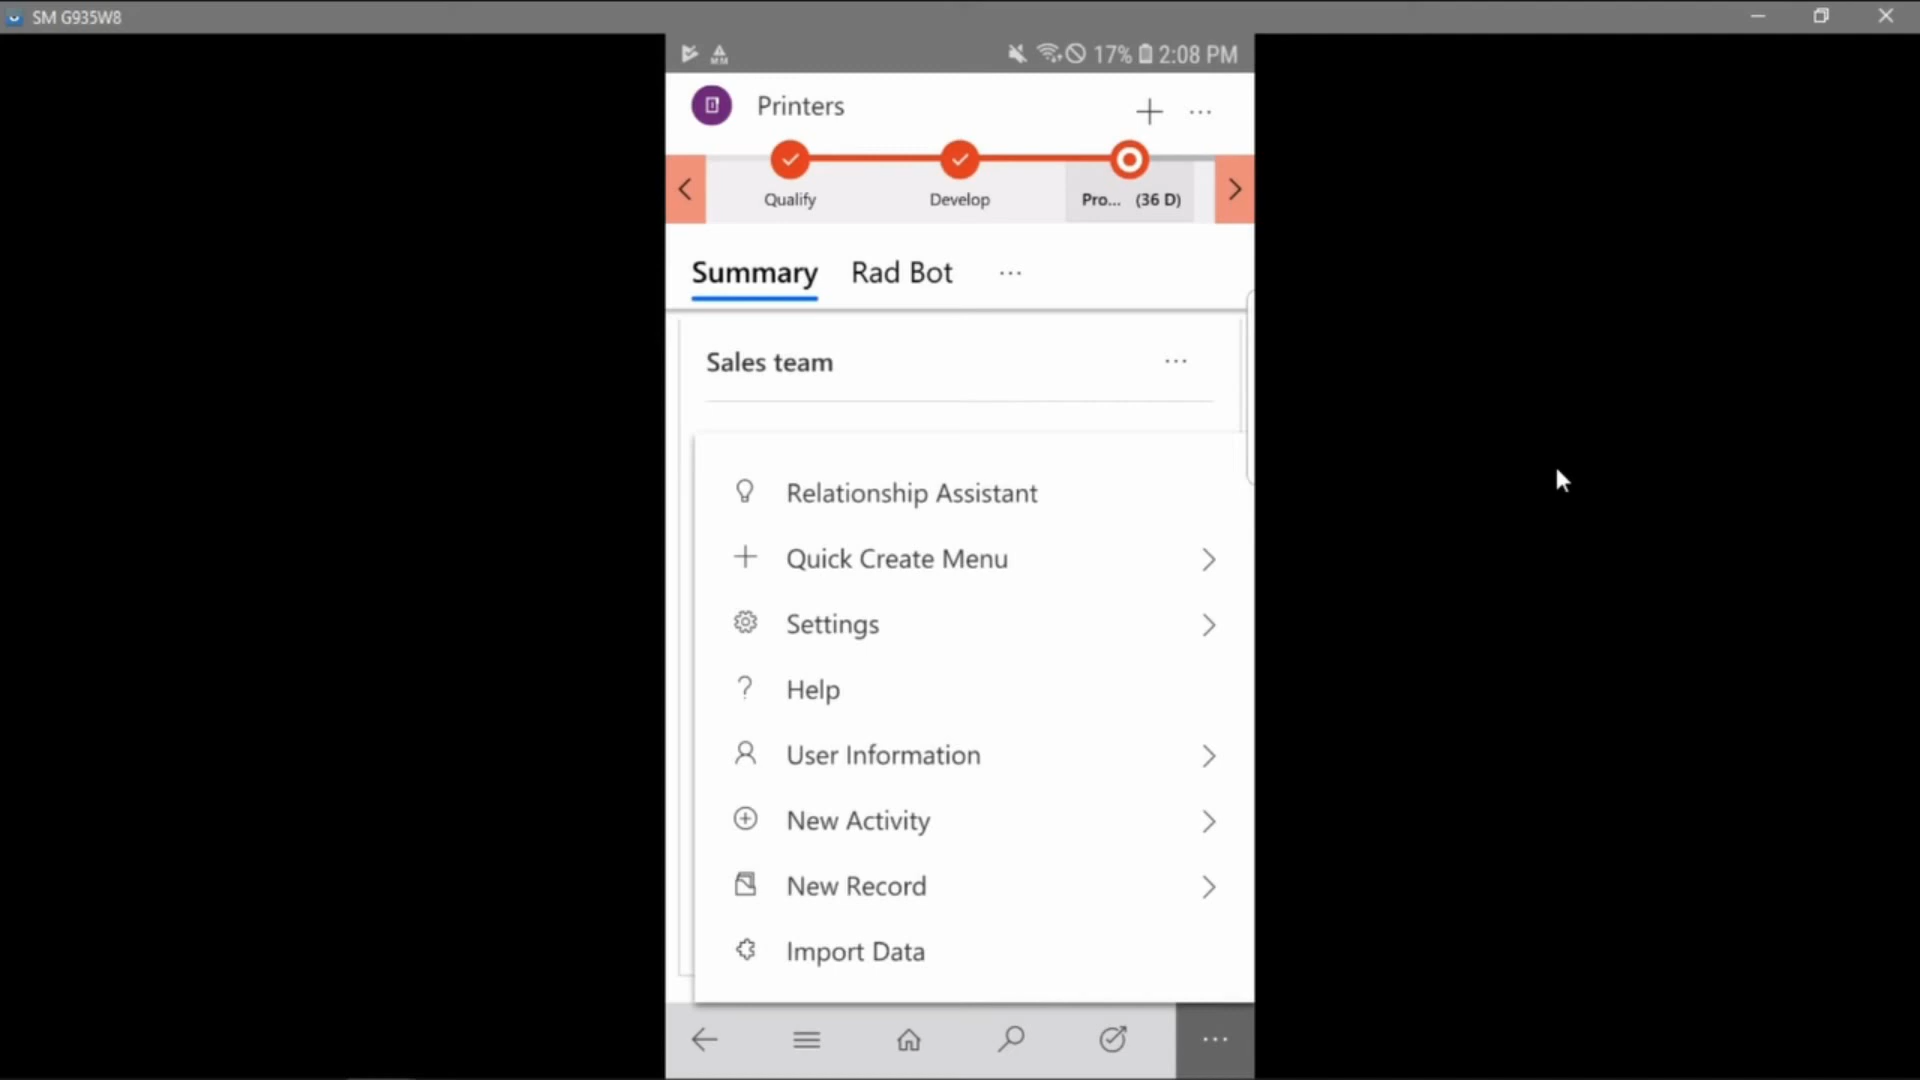 SM G935W8
17% 2:08 PM
Printers
Qualify
Develop
Pro... (36 D)
Summary
Rad Bot
...
Sales team
...
Relationship Assistant
Quick Create Menu
Settings
Help
User Information
New Activity
New Record
Import Data